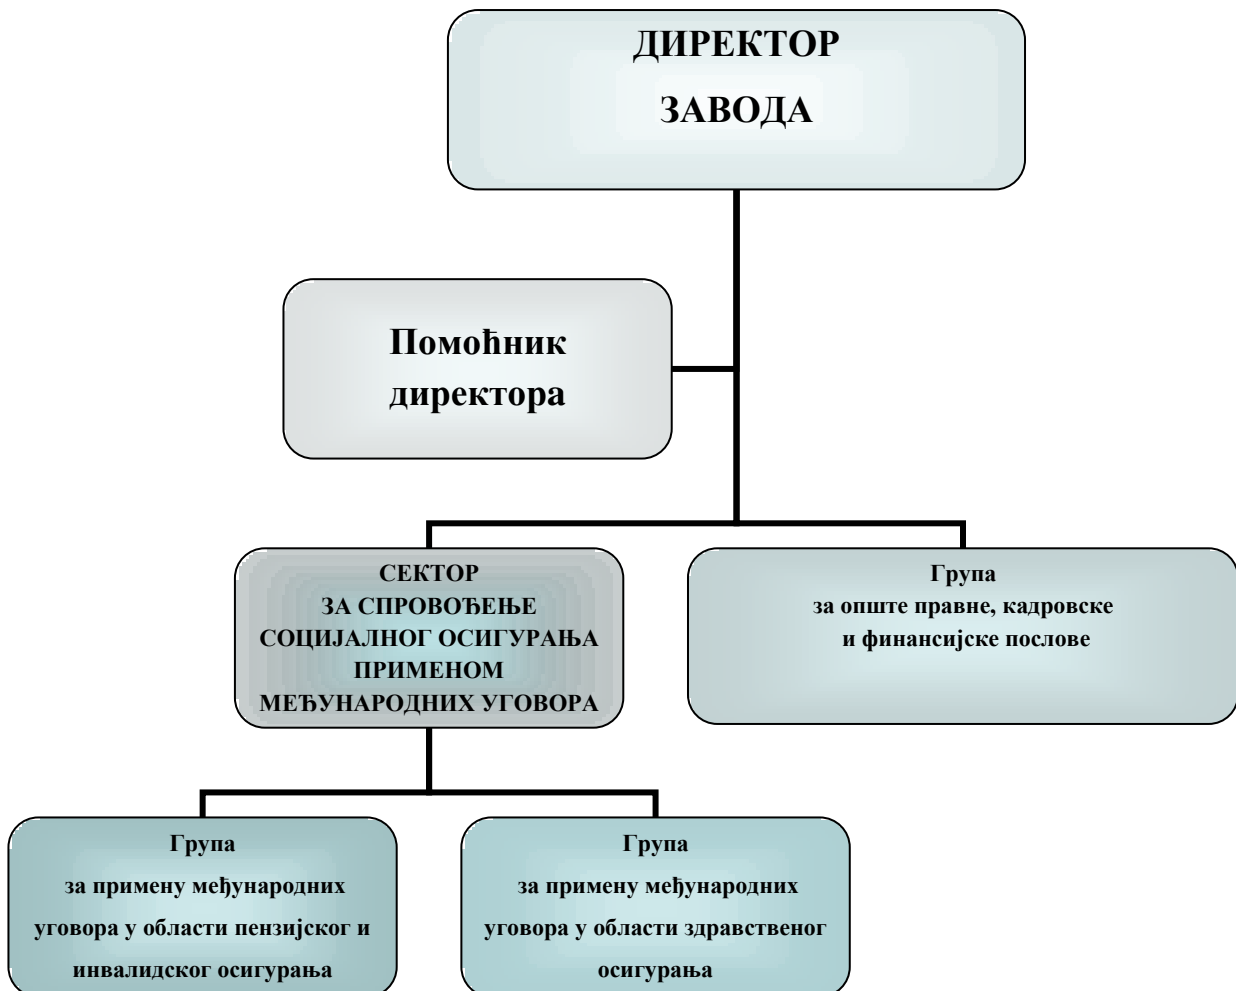 ДИРЕКТОР
ЗАВОДА
Помоћник
директора
СЕКТОР
ЗА СПРОВОЂЕЊЕ
СОЦИЈАЛНОГ ОСИГУРАЊА
ПРИМЕНОМ
МЕЂУНАРОДНИХ УГОВОРА
Група
за опште правне, кадровске
и финансијске послове
Група
за примену међународних
уговора у области пензијског и
инвалидског осигурања
Група
за примену међународних
уговора у области здравственог
осигурања